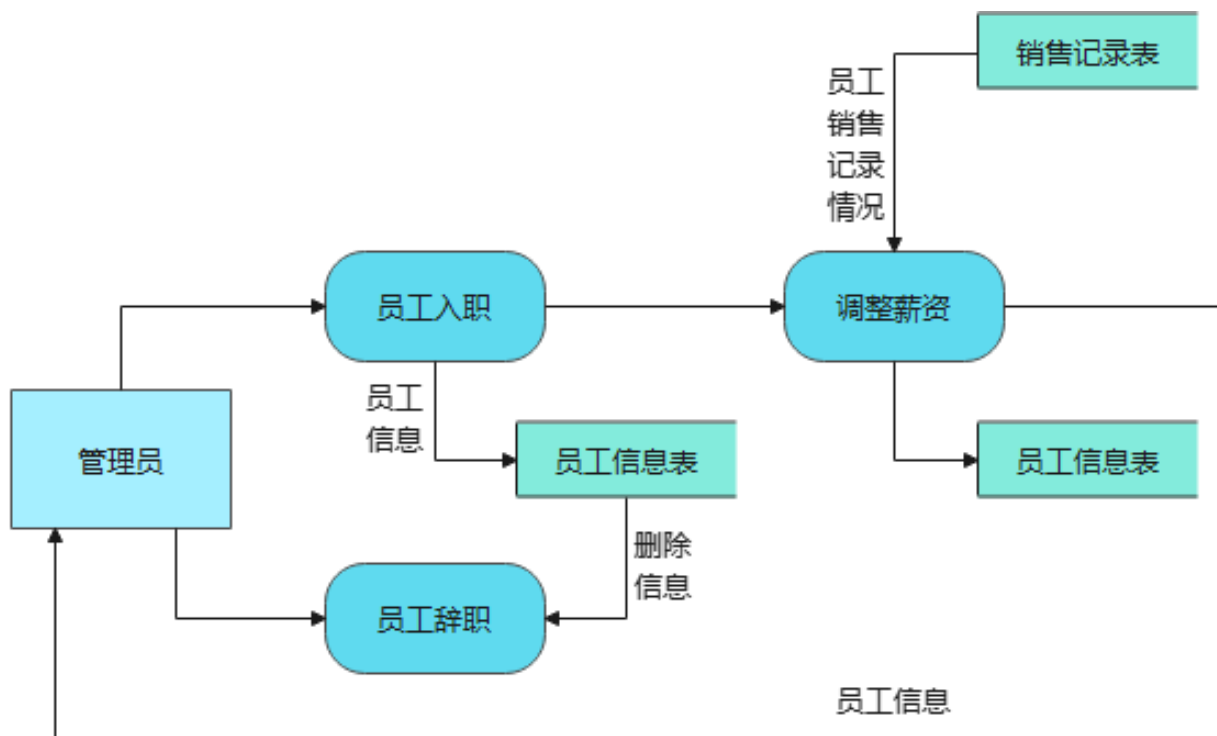 销售记录表
员工
销售
记录
情况
员工入职
调整薪资
员工
信息
管理员
员工信息表
员工信息表
删除
信息
员工辞职
员工信息